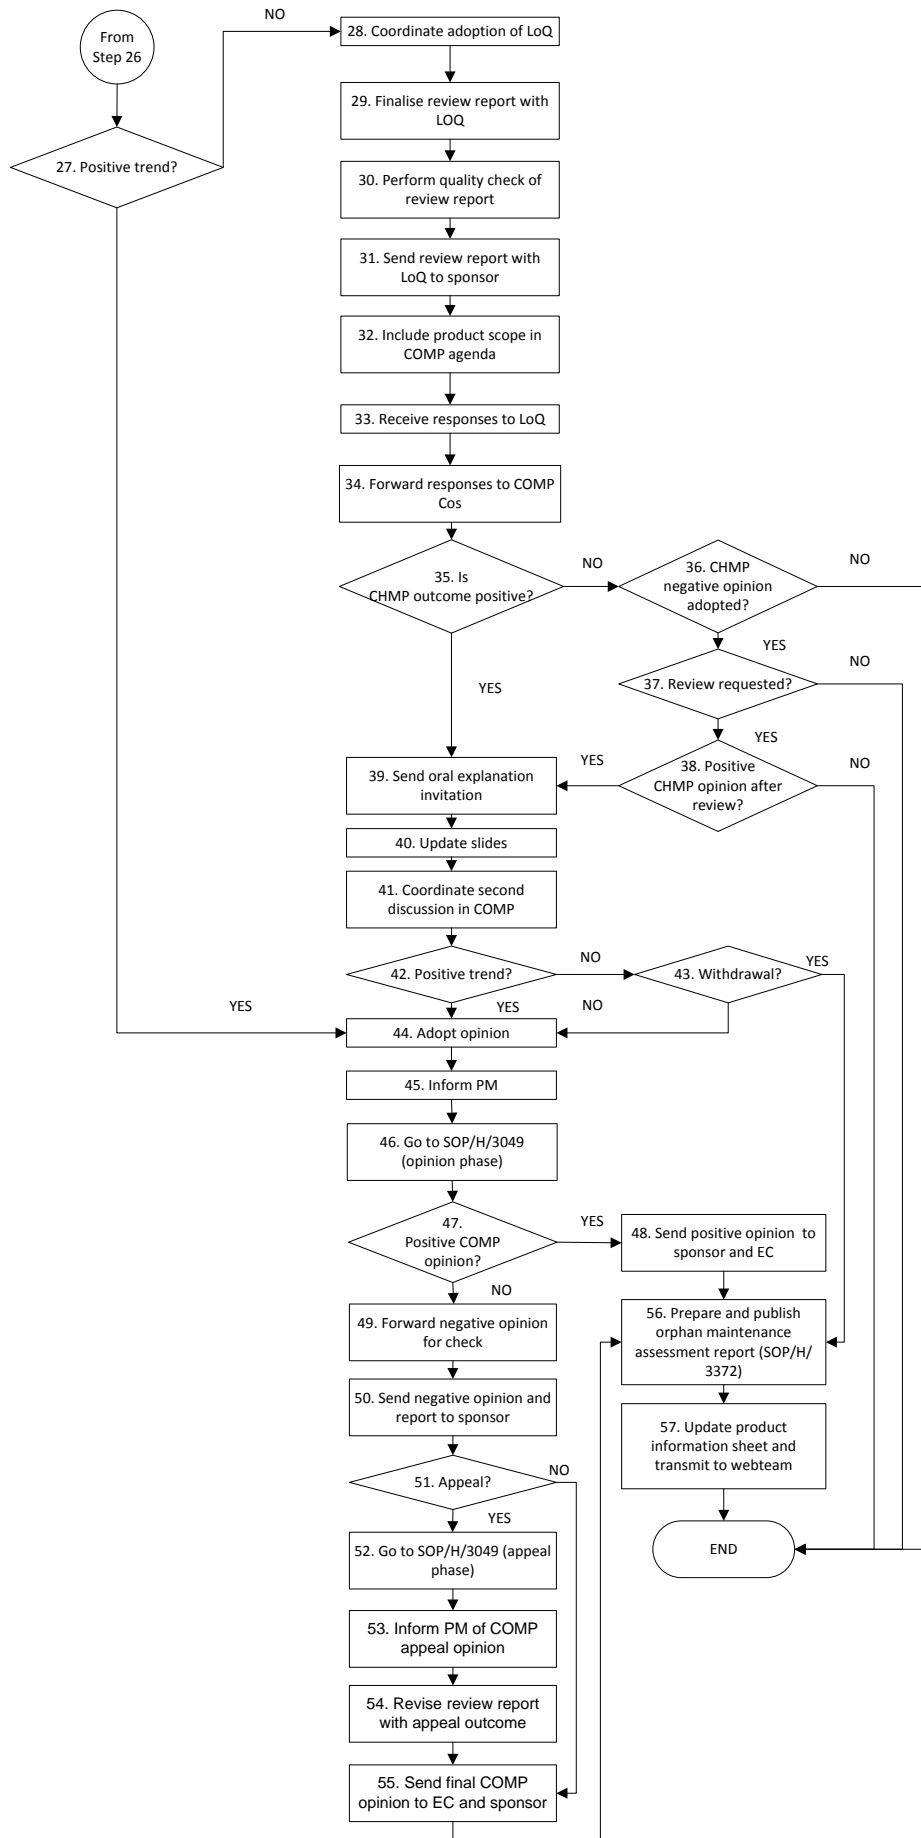 NO
From
Step 26
28. Coordinate adoption of LoQ
29. Finalise review report with
LOQ
27. Positive trend?
30. Perform quality check of
review report
31. Send review report with
LoQ to sponsor
32. Include product scope in
COMP agenda
33. Receive responses to LoQ
34. Forward responses to COMP
Cos
35. Is
CHMP outcome positive?
NO
36. CHMP
negative opinion
adopted?
NO
YES
37. Review requested?
NO
YES
YES
38. Positive
CHMP opinion after
review?
NO
YES
39. Send oral explanation
invitation
40. Update slides
41. Coordinate second
discussion in COMP
42. Positive trend?
NO
43. Withdrawal?
YES
YES
YES
NO
44. Adopt opinion
45. Inform PM
46. Go to SOP/H/3049
(opinion phase)
47.
Positive COMP
opinion?
YES
48. Send positive opinion to
sponsor and EC
NO
49. Forward negative opinion
for check
56. Prepare and publish
orphan maintenance
assessment report (SOP/H/
3372)
50. Send negative opinion and
report to sponsor
57. Update product
information sheet and
transmit to webteam
51. Appeal?
NO
YES
52. Go to SOP/H/3049 (appeal
phase)
END
53. Inform PM of COMP
appeal opinion
54. Revise review report
with appeal outcome
55. Send final COMP
opinion to EC and sponsor